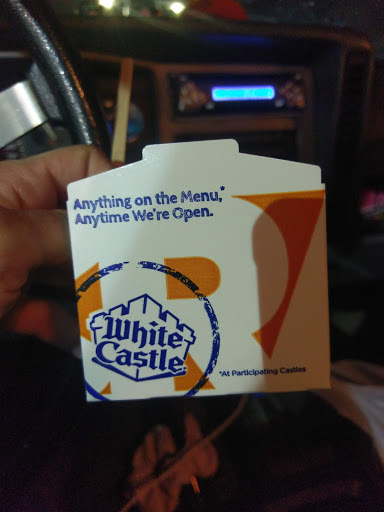 Anything on the Menu,*
Anytime We're Open.
White
Castle
*At Participating Castles